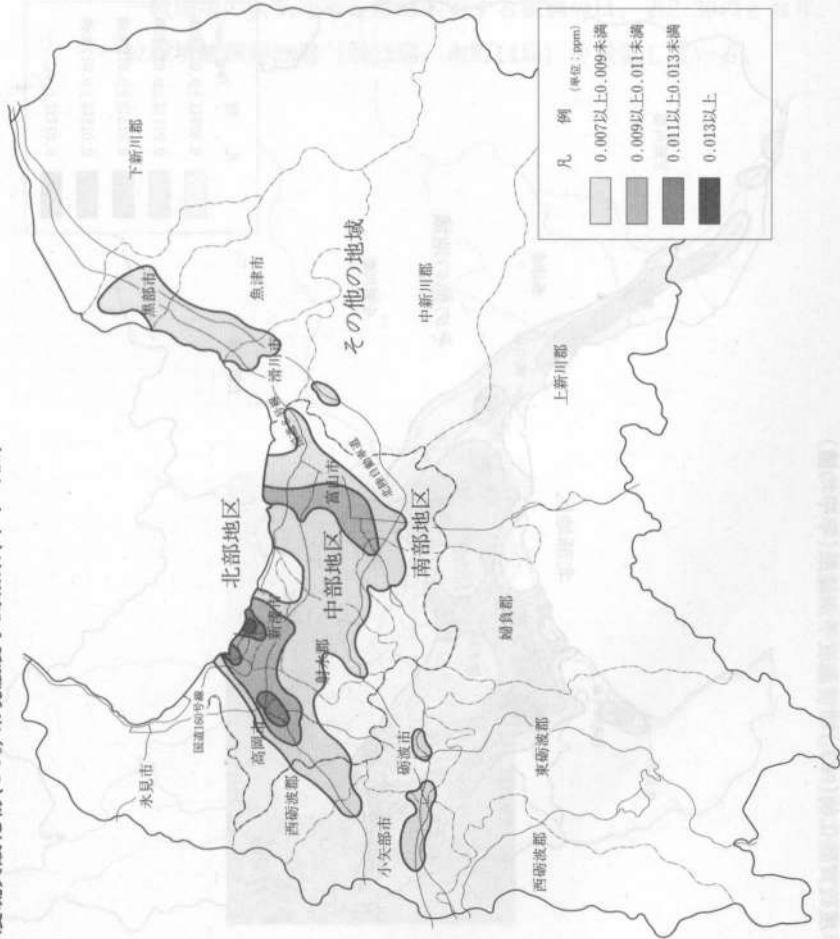 氷見市
国道160号線
高岡市
西砺波郡
小矢部市
砺波市
西砺波郡
東砺波郡
射水郡
新湊市
北部地区
中部地区
南部地区
富山市
北陸自動車道
婦負郡
上新川郡
中新川郡
その他の地域
滑川市
魚津市
黒部市
下新川郡
凡 例
(単位:ppm)
0.007以上0.009未満
0.009以上0.011未満
0.011以上0.013未満
0.013以上